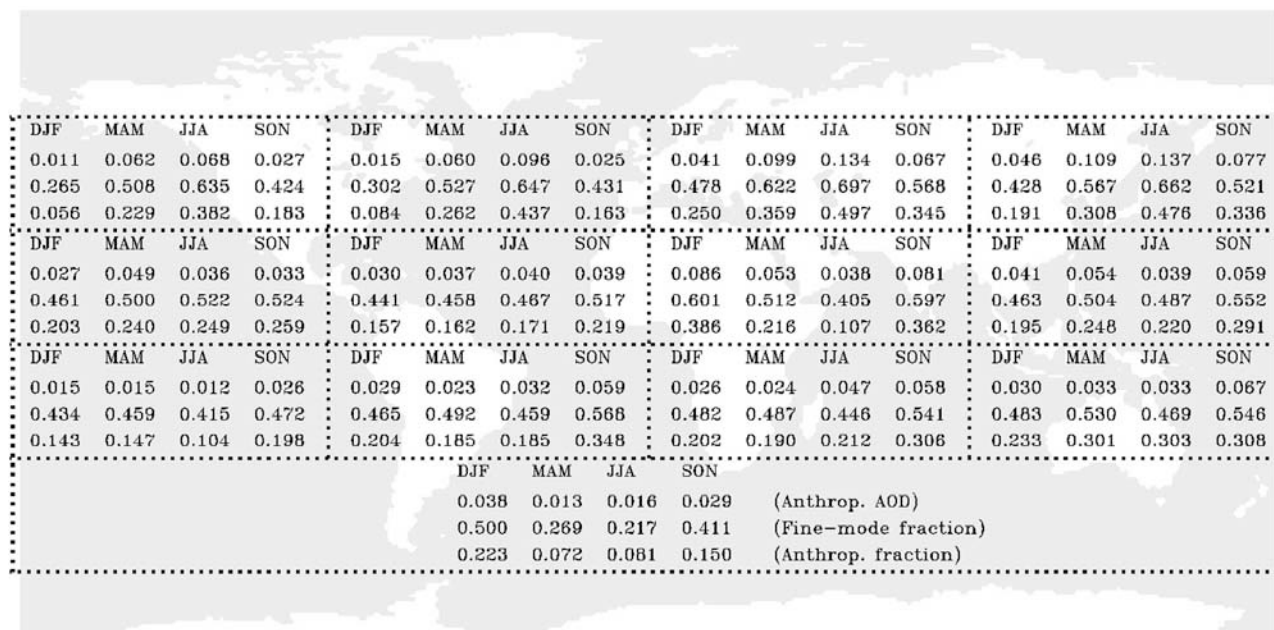 DJF MAM JJA SON DJF MAM JJA SON DJF MAM JJA SON DJF MAM JJA SON
0.011 0.062 0.068 0.027 0.015 0.060 0.096 0.025 0.041 0.099 0.134 0.067 0.046 0.109 0.137 0.077
0.265 0.508 0.635 0.424 0.302 0.527 0.647 0.431 0.478 0.622 0.697 0.568 0.428 0.567 0.662 0.521
0.056 0.229 0.382 0.183 0.084 0.262 0.437 0.163 0.250 0.359 0.497 0.345 0.191 0.308 0.476 0.336
DJF MAM JJA SON DJF MAM JJA SON DJF MAM JJA SON DJF MAM JJA SON
0.027 0.049 0.036 0.033 0.030 0.037 0.040 0.039 0.086 0.053 0.038 0.081 0.041 0.054 0.039 0.059
0.461 0.500 0.522 0.524 0.441 0.458 0.467 0.517 0.601 0.512 0.405 0.597 0.463 0.504 0.487 0.552
0.203 0.240 0.249 0.259 0.157 0.162 0.171 0.219 0.386 0.216 0.107 0.362 0.195 0.248 0.220 0.291
DJF MAM JJA SON DJF MAM JJA SON DJF MAM JJA SON DJF MAM JJA SON
0.015 0.015 0.012 0.026 0.029 0.023 0.032 0.059 0.026 0.024 0.047 0.058 0.030 0.033 0.033 0.067
0.434 0.459 0.415 0.472 0.465 0.492 0.459 0.568 0.482 0.487 0.446 0.541 0.483 0.530 0.469 0.546
0.143 0.147 0.104 0.198 0.204 0.185 0.185 0.348 0.202 0.190 0.212 0.306 0.233 0.301 0.303 0.308
DJF MAM JJA SON
0.038 0.013 0.016 0.029 (Anthrop. AOD)
0.500 0.269 0.217 0.411 (Fine-mode fraction)
0.223 0.072 0.081 0.150 (Anthrop. fraction)